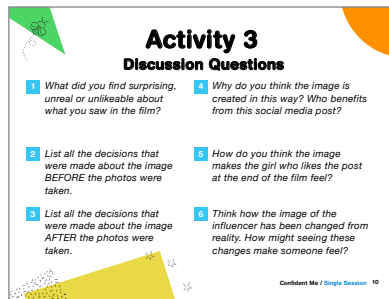 Activity 3
Discussion Questions
1 What did you find surprising,
unreal or unlikeable about
what you saw in the film?
2 List all the decisions that
were made about the image
BEFORE the photos were
taken.
3 List all the decisions that
were made about the image
AFTER the photos were
taken.
4 Why do you think the image is
created in this way? Who benefits
from this social media post?
5 How do you think the image
makes the girl who likes the post
at the end of the film feel?
6 Think how the image of the
influencer has been changed from
reality. How might seeing these
changes make someone feel?
Confident Me / Single Session 10